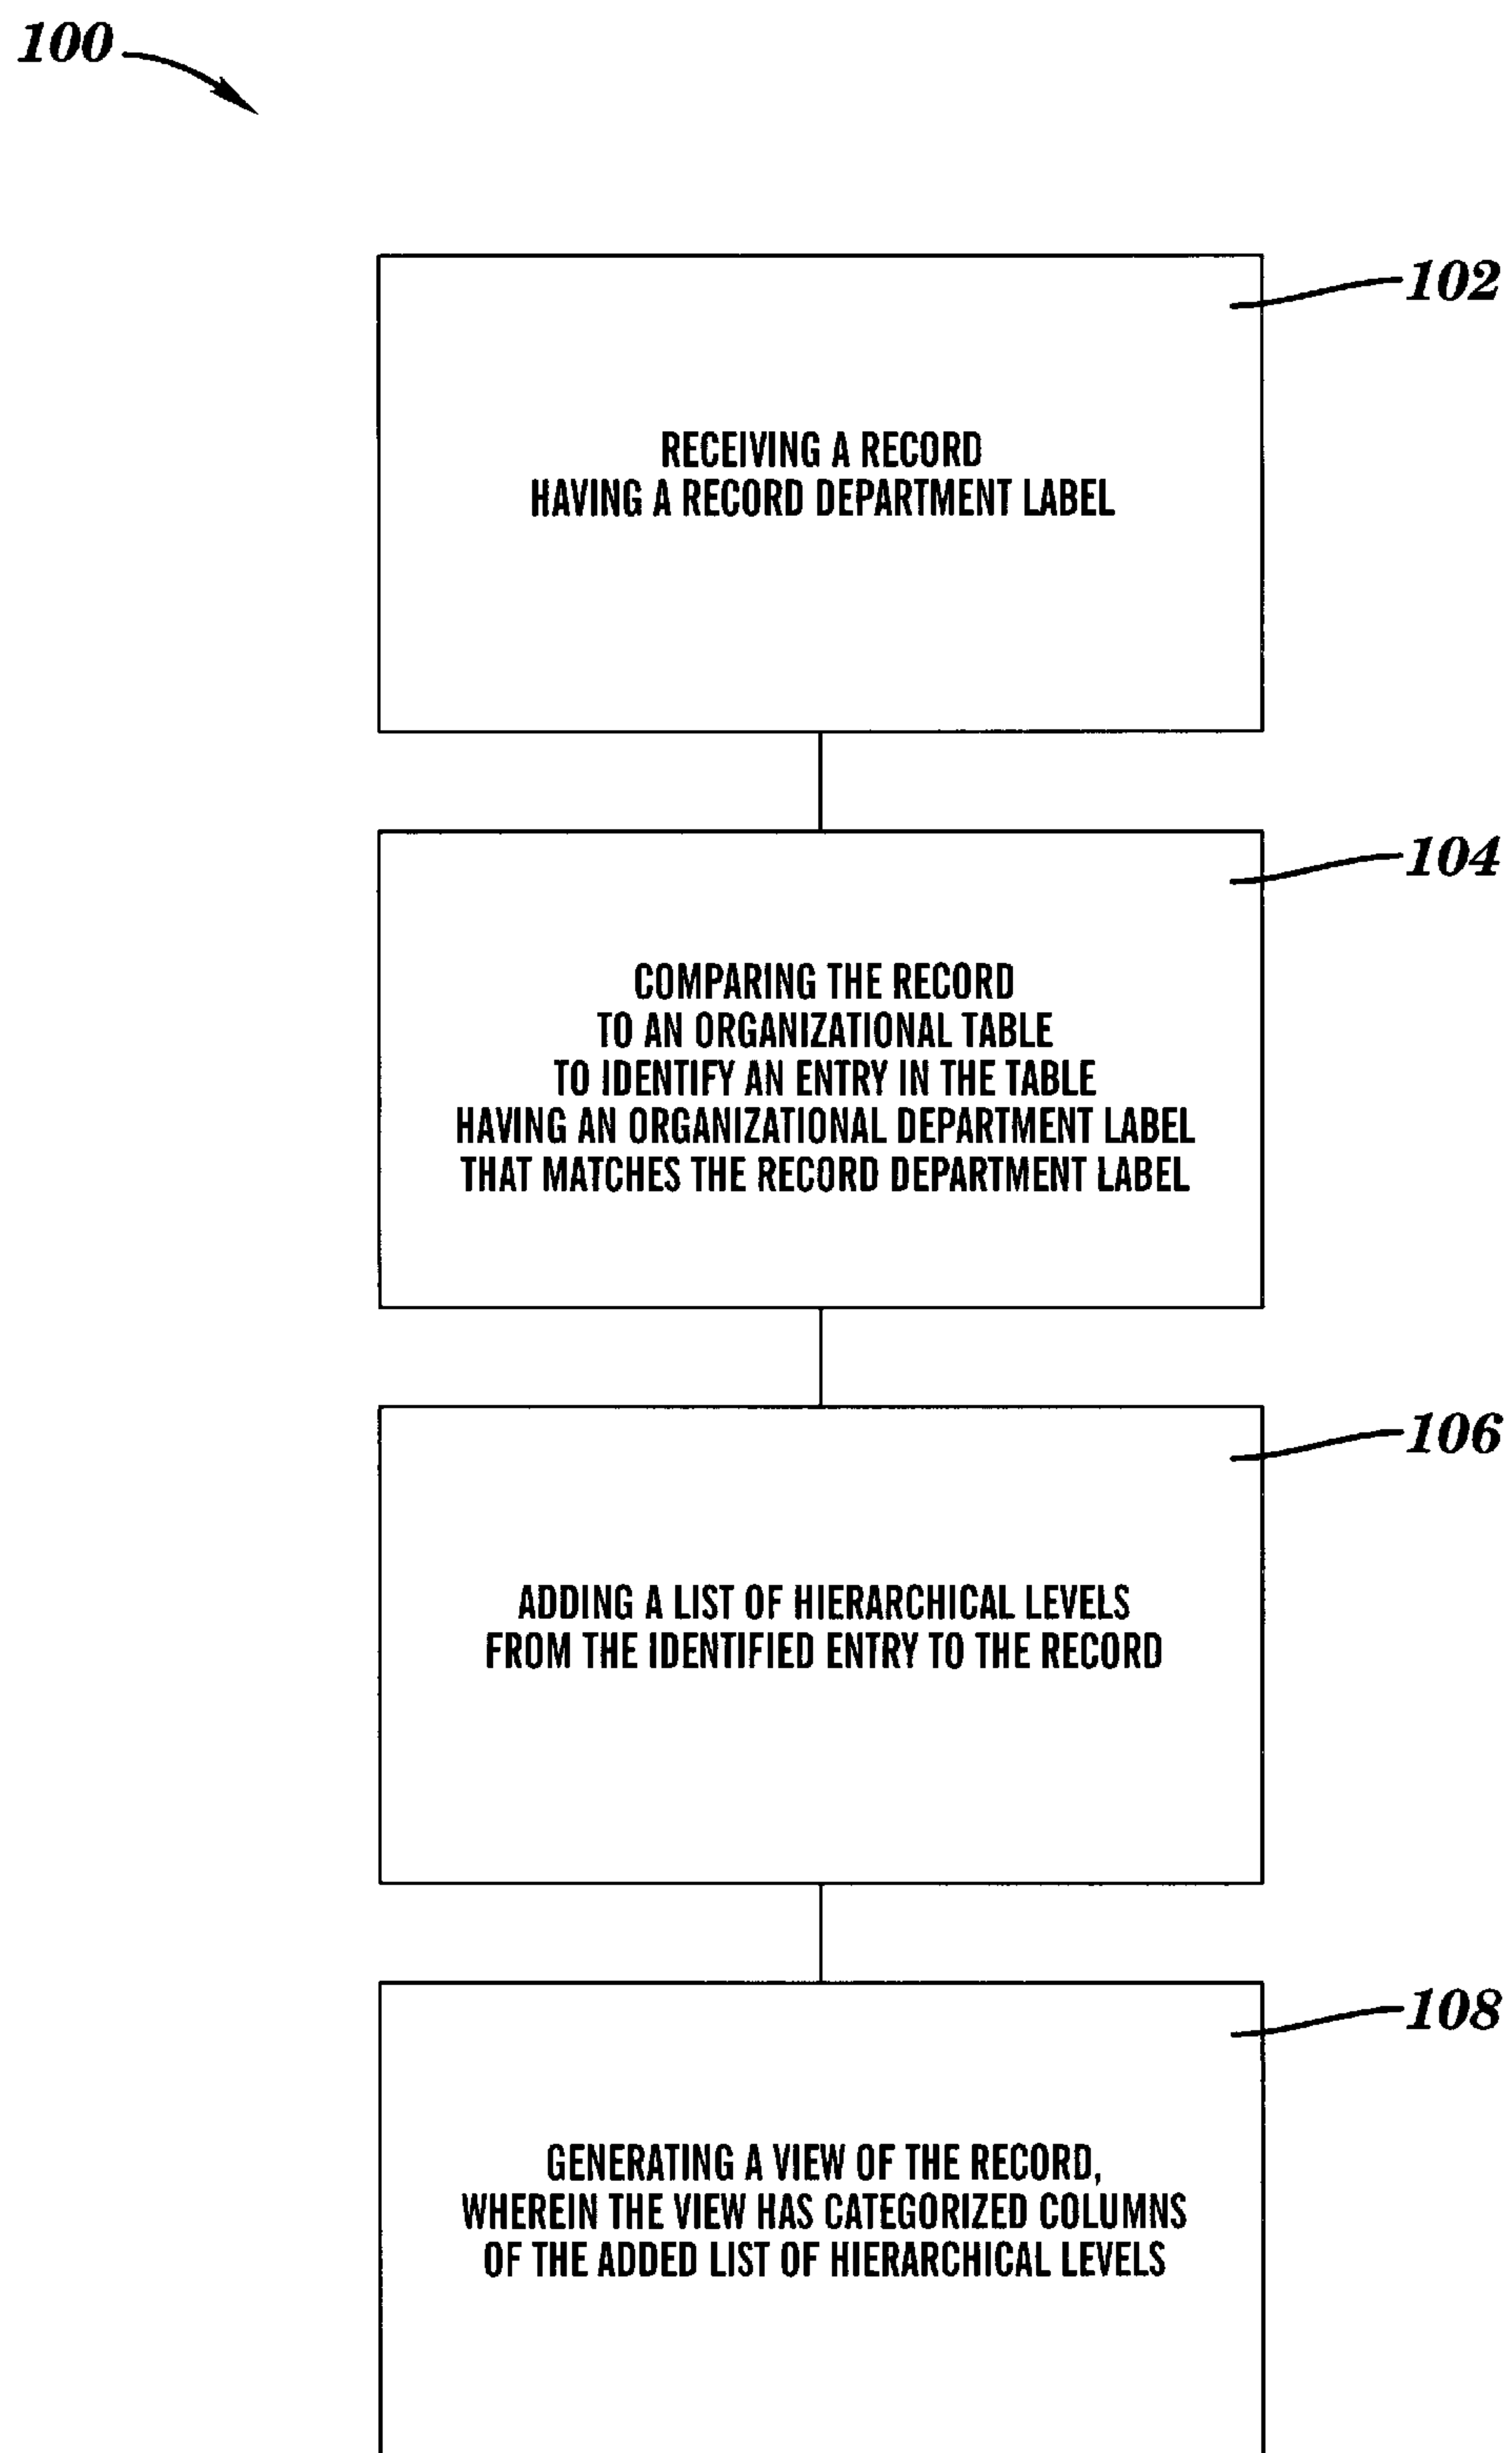 100
102
RECEIVING A RECORD
HAVING A RECORD DEPARTMENT LABEL
104
COMPARING THE RECORD
TO AN ORGANIZATIONAL TABLE
TO IDENTIFY AN ENTRY IN THE TABLE
HAVING AN ORGANIZATIONAL DEPARTMENT LABEL
THAT MATCHES THE RECORD DEPARTMENT LABEL
106
ADDING A LIST OF HIERARCHICAL LEVELS
FROM THE IDENTIFIED ENTRY TO THE RECORD
108
GENERATING A VIEW OF THE RECORD,
WHEREIN THE VIEW HAS CATEGORIZED COLUMNS
OF THE ADDED LIST OF HIERARCHICAL LEVELS